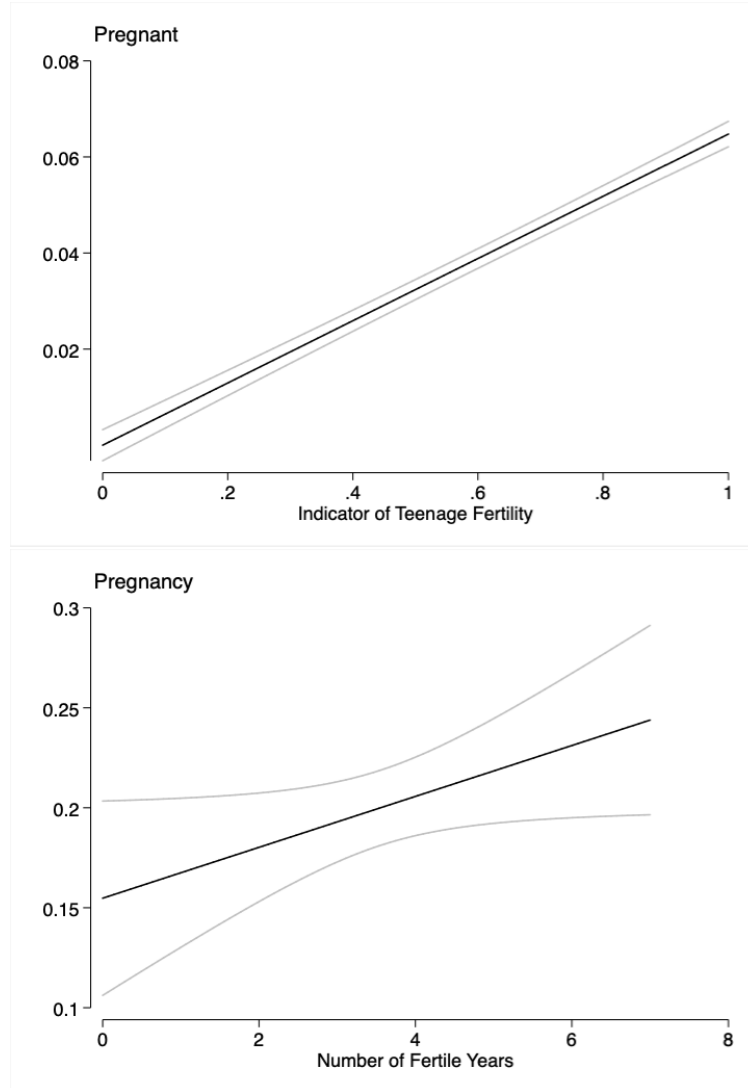 Pregnant
0.08
0.06
0.04
0.02
0 .2 .4 .6 .8 1
Indicator of Teenage Fertility
Pregnancy
0.3
0.25
0.2
0.15
0.1
0 2 4 6 8
Number of Fertile Years